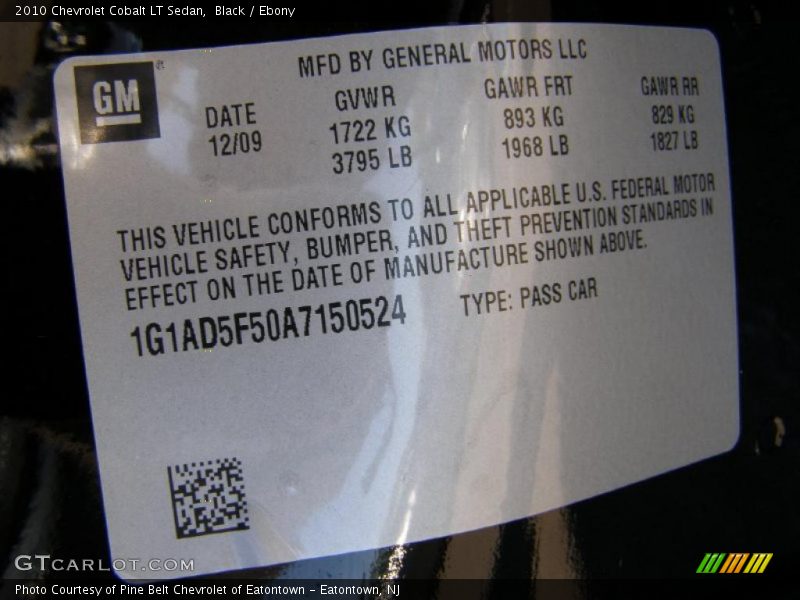 2010 Chevrolet Cobalt LT Sedan, Black / Ebony
MFD BY GENERAL MOTORS LLC
GM
DATE GVWR GAWR FRT GAWR RR
12/09 1722 KG 893 KG 829 KG
3795 LB 1968 LB 1827 LB
THIS VEHICLE CONFORMS TO ALL APPLICABLE U.S. FEDERAL MOTOR
VEHICLE SAFETY, BUMPER, AND THEFT PREVENTION STANDARDS IN
EFFECT ON THE DATE OF MANUFACTURE SHOWN ABOVE.
1G1AD5F50A7150524 TYPE: PASS CAR
GTCARLOT.COM
Photo Courtesy of Pine Belt Chevrolet of Eatontown - Eatontown, NJ